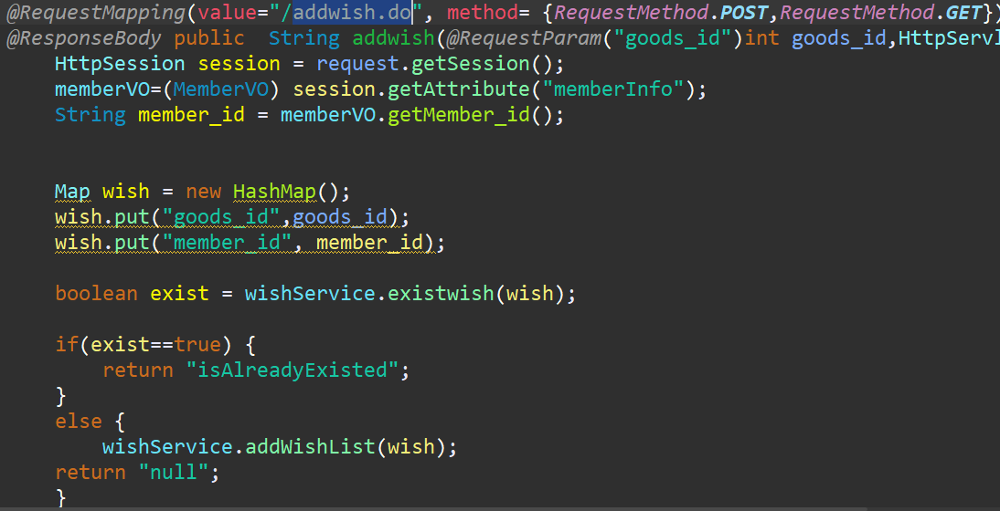 @RequestMapping(value="/addwish.do", method= {RequestMethod.POST,RequestMethod.GET})
@ResponseBody public  String addwish(@RequestParam("goods_id")int goods_id,HttpServl
HttpSession session = request.getSession();
memberVO=(MemberVO) session.getAttribute("memberInfo");
String member_id = memberVO.getMember_id();
Map wish = new HashMap();
wish.put("goods_id",goods_id);
wish.put("member_id", member_id);
boolean exist = wishService.existwish(wish);
if(exist==true) {
return "isAlreadyExisted";
}
else {
wishService.addWishList(wish);
return "null";
}